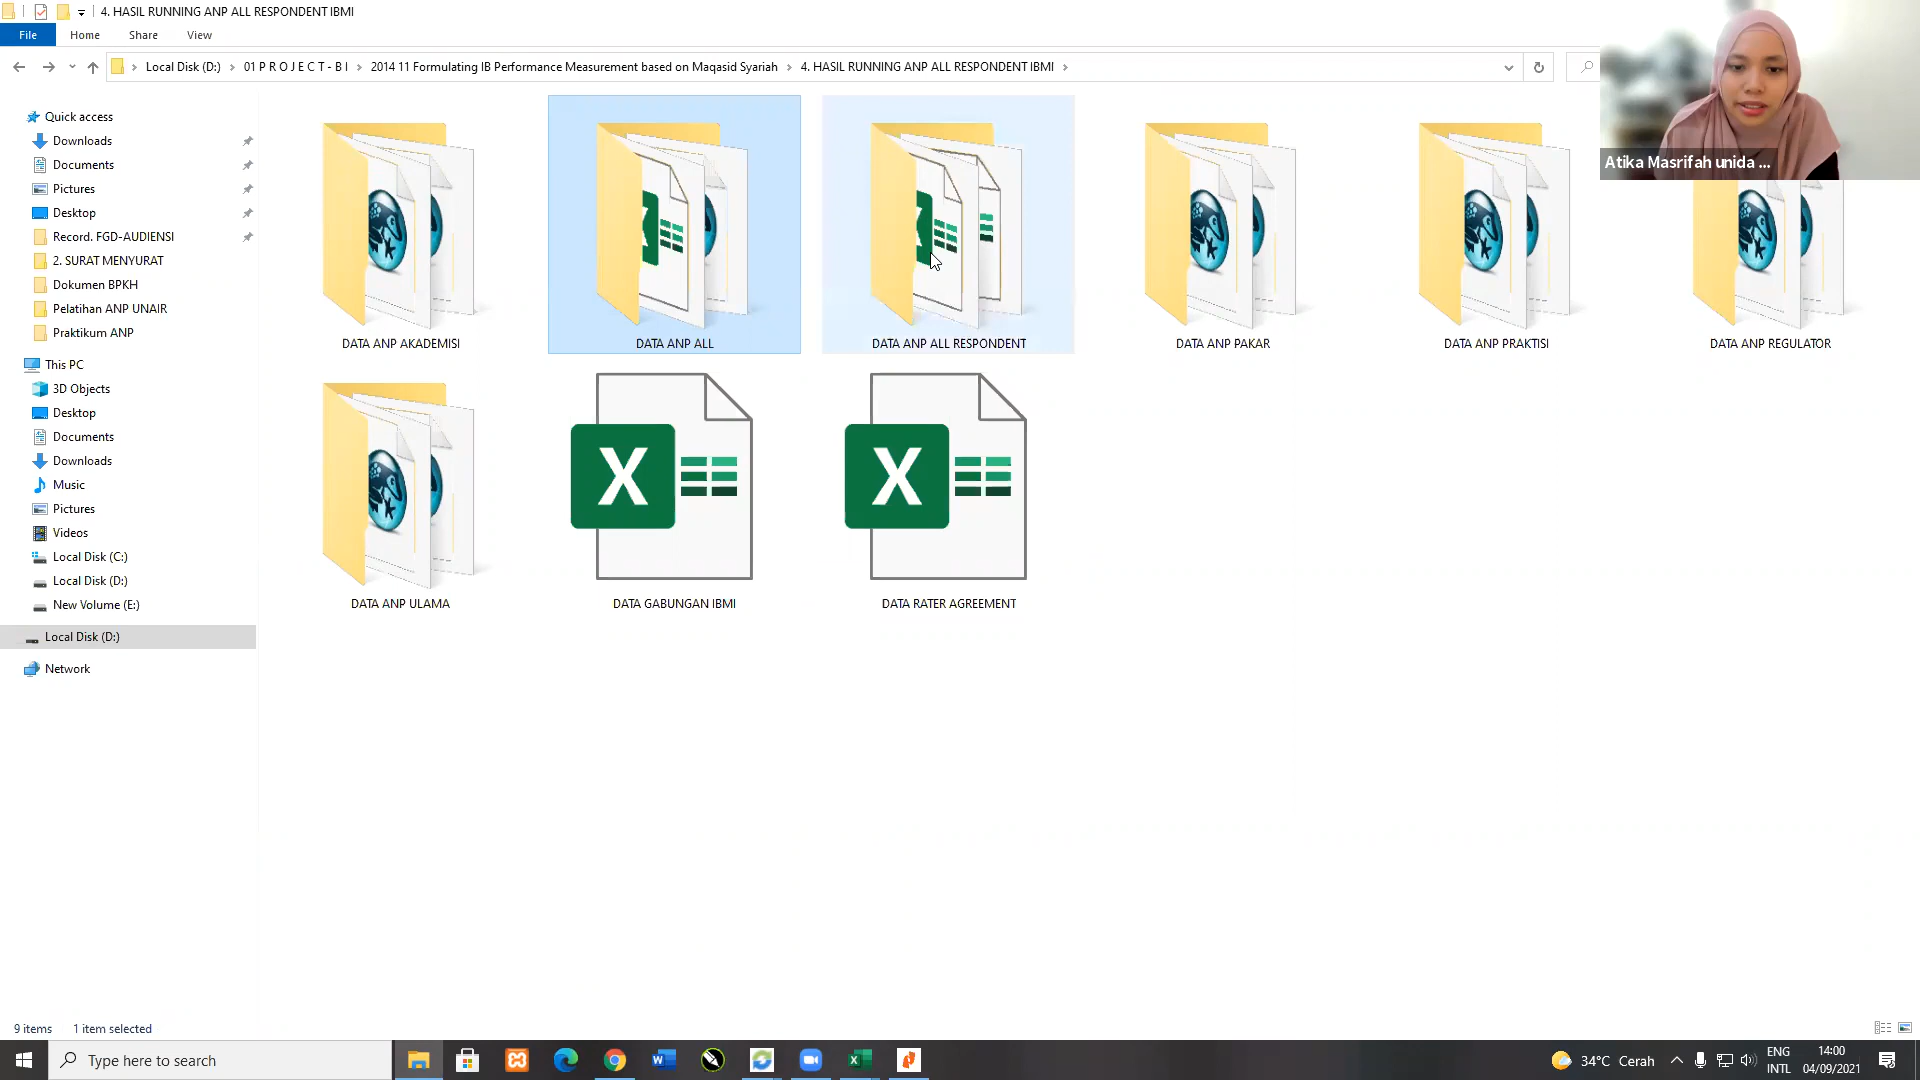 4. HASIL RUNNING ANP ALL RESPONDENT IBMI
File
Home
Share
View
Local Disk (D:)
01 P R O J E C T - B I
2014 11 Formulating IB Performance Measurement based on Maqasid Syariah
4. HASIL RUNNING ANP ALL RESPONDENT IBMI
Atika Masrifah unida ...
Quick access
Downloads
Documents
Pictures
Desktop
Record. FGD-AUDIENSI
2. SURAT MENYURAT
Dokumen BPKH
Pelatihan ANP UNAIR
Praktikum ANP
This PC
3D Objects
Desktop
Documents
Downloads
Music
Pictures
Videos
Local Disk (C:)
Local Disk (D:)
New Volume (E:)
Local Disk (D:)
Network
DATA ANP AKADEMISI
DATA ANP ALL
DATA ANP ALL RESPONDENT
DATA ANP PAKAR
DATA ANP PRAKTISI
DATA ANP REGULATOR
DATA ANP ULAMA
DATA GABUNGAN IBMI
DATA RATER AGREEMENT
9 items
1 item selected
Type here to search
34°C Cerah
ENG
INTL
14:00
04/09/2021